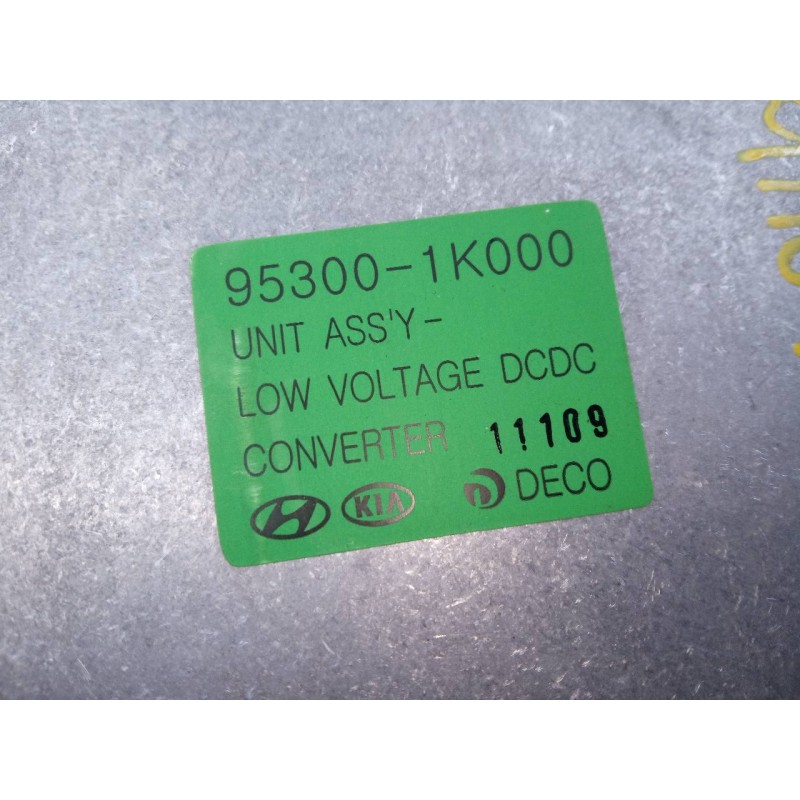 95300-1K000
UNIT ASS'Y-
LOW VOLTAGE DCDC
CONVERTER 11109
KIA DECO